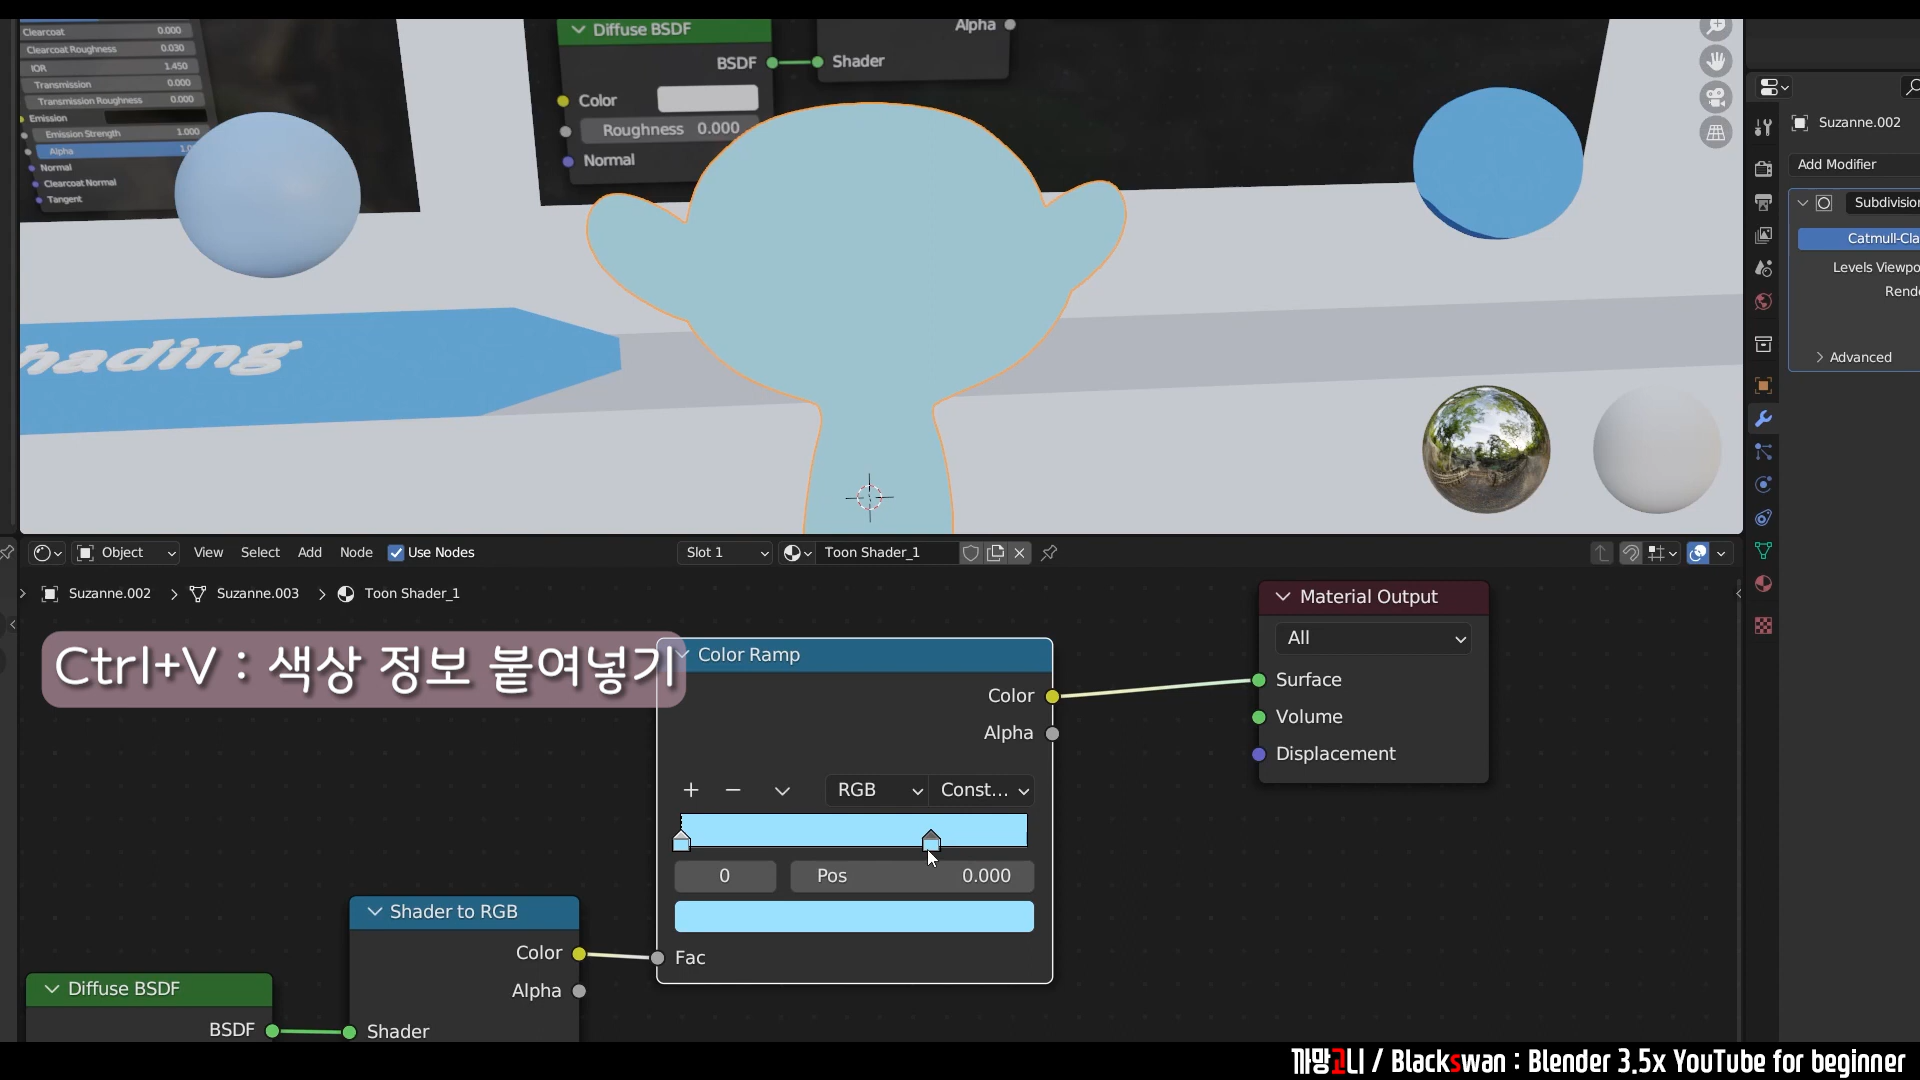 Clearcoat 0.000
Clearcoat Roughness 0.030
IOR 1.450
Transmission 0.000
Transmission Roughness 0.000
Emission
Emission Strength 1.000
Alpha
Normal
Clearcoat Normal
Tangent
Diffuse BSDF
BSDF
Color
Roughness 0.000
Normal
Alpha
Shader
hading
Suzanne.002
Add Modifier
Subdivision
Catmull-Cla
Levels Viewpo
Rend
Advanced
Object View Select Add Node Use Nodes Slot 1 Toon Shader_1
Suzanne.002 > Suzanne.003 > Toon Shader_1
Ctrl+V : 색상 정보 붙여넣기
Color Ramp
Color
Alpha
+ − RGB Const...
0 Pos 0.000
Fac
Material Output
All
Surface
Volume
Displacement
Shader to RGB
Color
Alpha
Shader
Diffuse BSDF
BSDF
까망고니 / Blackswan : Blender 3.5x YouTube for beginner